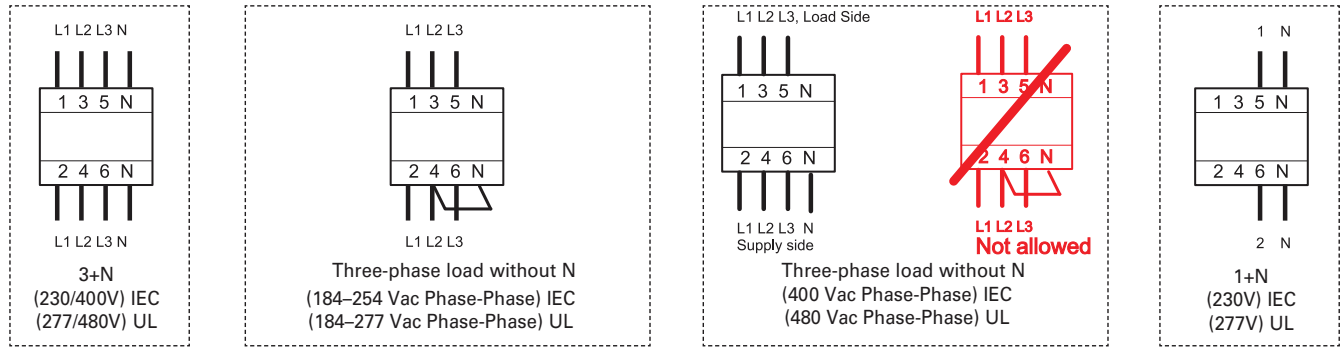 L1 L2 L3 N
1 3 5 N
2 4 6 N
L1 L2 L3 N
3+N
(230/400V) IEC
(277/480V) UL
L1 L2 L3
1 3 5 N
2 4 6 N
L1 L2 L3
Three-phase load without N
(184–254 Vac Phase-Phase) IEC
(184–277 Vac Phase-Phase) UL
L1 L2 L3, Load Side
1 3 5 N
2 4 6 N
L1 L2 L3 N
Supply side
L1 L2 L3
1 3 5 N
2 4 6 N
L1 L2 L3
Not allowed
Three-phase load without N
(400 Vac Phase-Phase) IEC
(480 Vac Phase-Phase) UL
1 N
1 3 5 N
2 4 6 N
2 N
1+N
(230V) IEC
(277V) UL